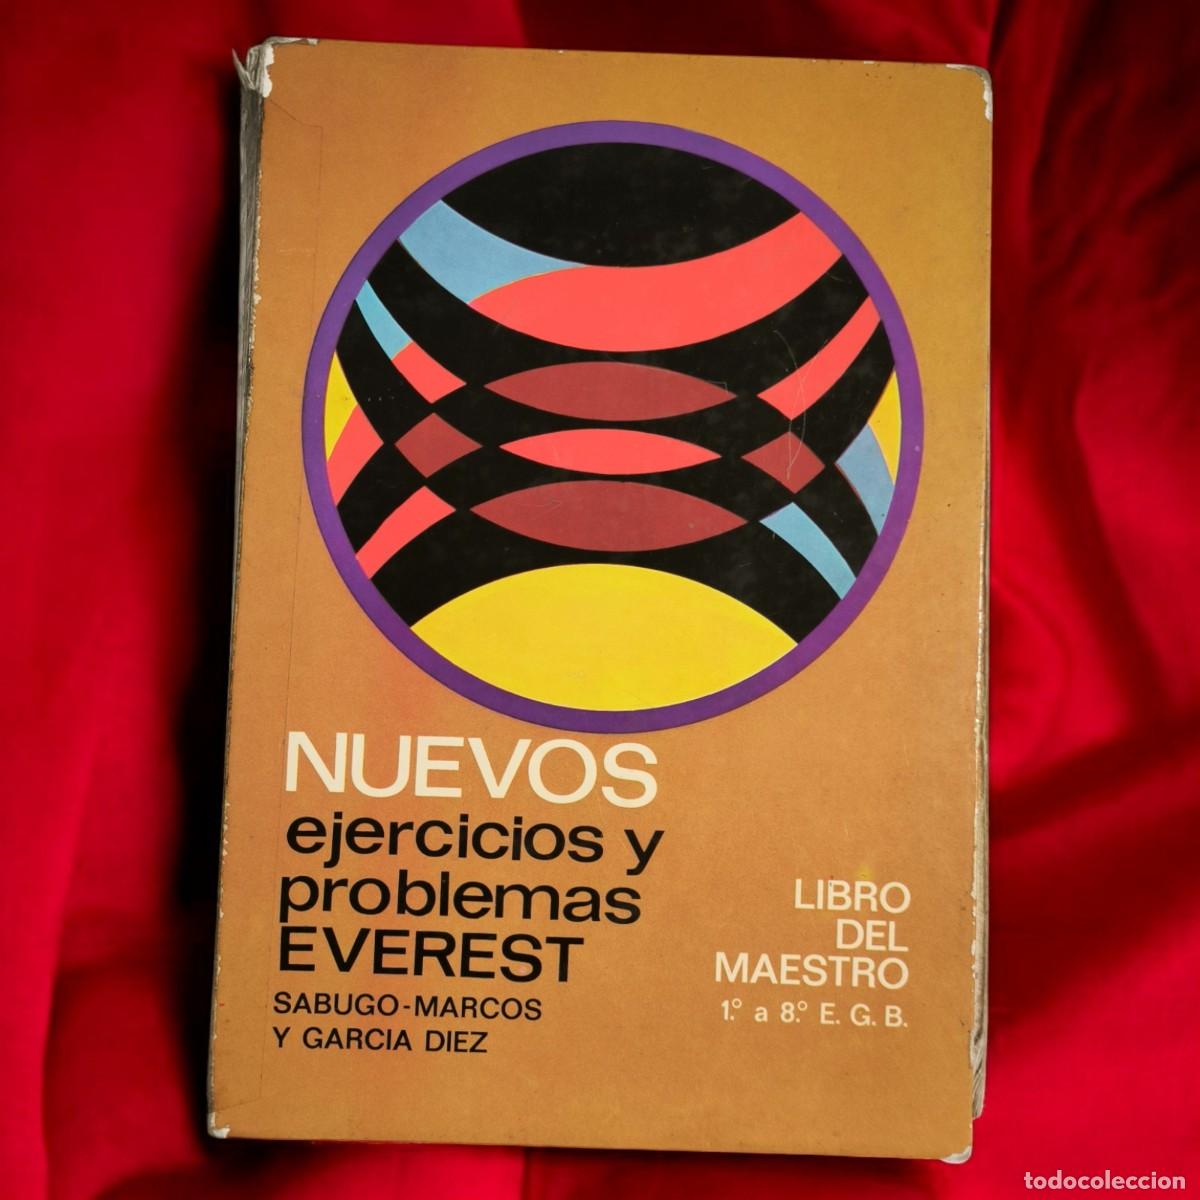 NUEVOS
ejercicios y
problemas
EVEREST
SABUGO-MARCOS
Y GARCIA DIEZ
LIBRO
DEL
MAESTRO
1.º a 8.º E. G. B.
todocoleccion